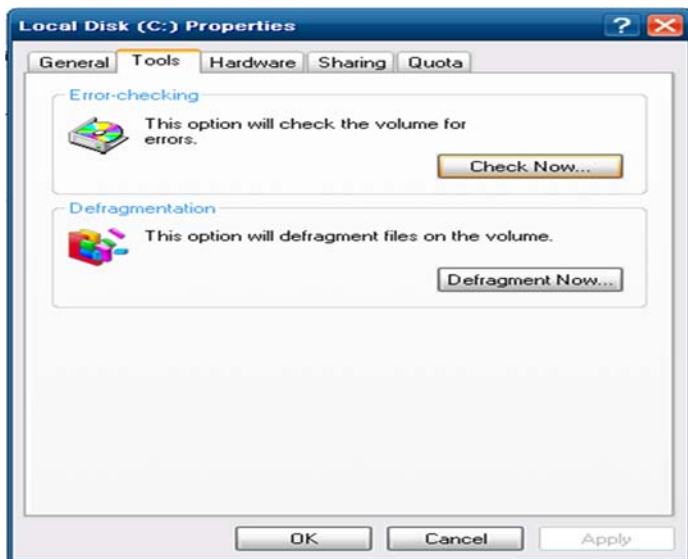 Local Disk (C:) Properties
General Tools Hardware Sharing Quota
Error-checking
This option will check the volume for
errors.
Check Now...
Defragmentation
This option will defragment files on the volume.
Defragment Now...
OK Cancel Apply